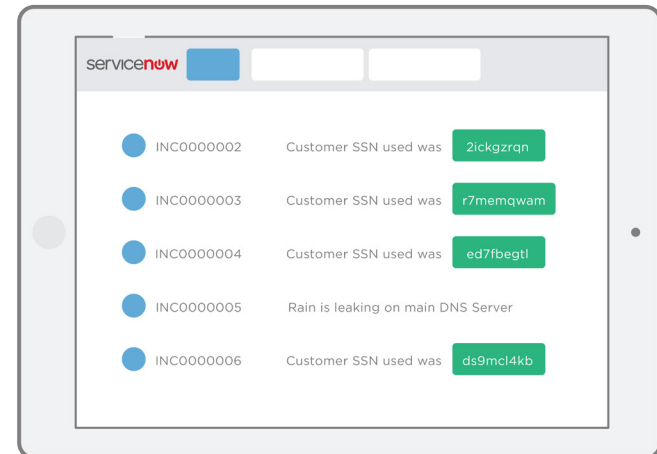 servicenow
INC0000002 Customer SSN used was 2ickgzrqn
INC0000003 Customer SSN used was r7memqwam
INC0000004 Customer SSN used was ed7fbegtl
INC0000005 Rain is leaking on main DNS Server
INC0000006 Customer SSN used was ds9mcl4kb